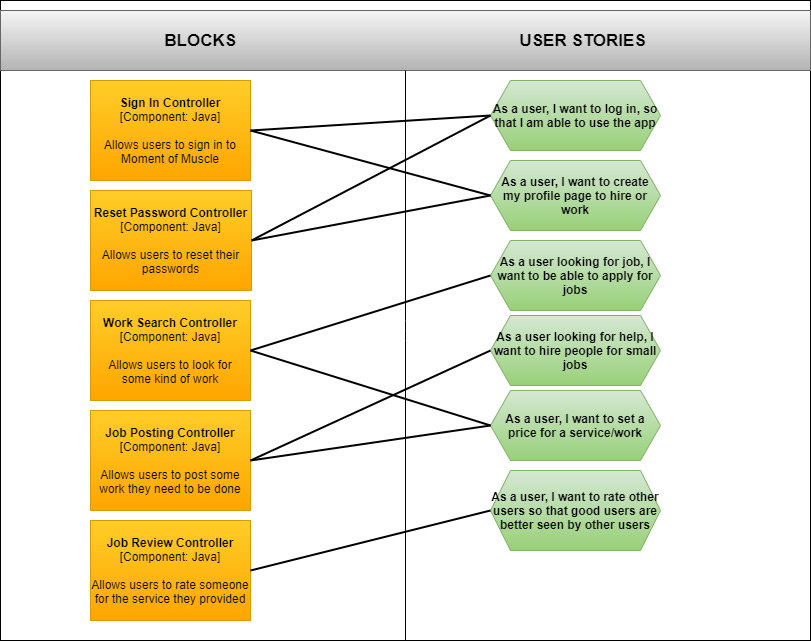 BLOCKS
USER STORIES
Sign In Controller
[Component: Java]
Allows users to sign in to
Moment of Muscle
Reset Password Controller
[Component: Java]
Allows users to reset their
passwords
Work Search Controller
[Component: Java]
Allows users to look for
some kind of work
Job Posting Controller
[Component: Java]
Allows users to post some
work they need to be done
Job Review Controller
[Component: Java]
Allows users to rate someone
for the service they provided
As a user, I want to log in, so
that I am able to use the app
As a user, I want to create
my profile page to hire or
work
As a user looking for job, I
want to be able to apply for
jobs
As a user looking for help, I
want to hire people for small
jobs
As a user, I want to set a
price for a service/work
As a user, I want to rate other
users so that good users are
better seen by other users